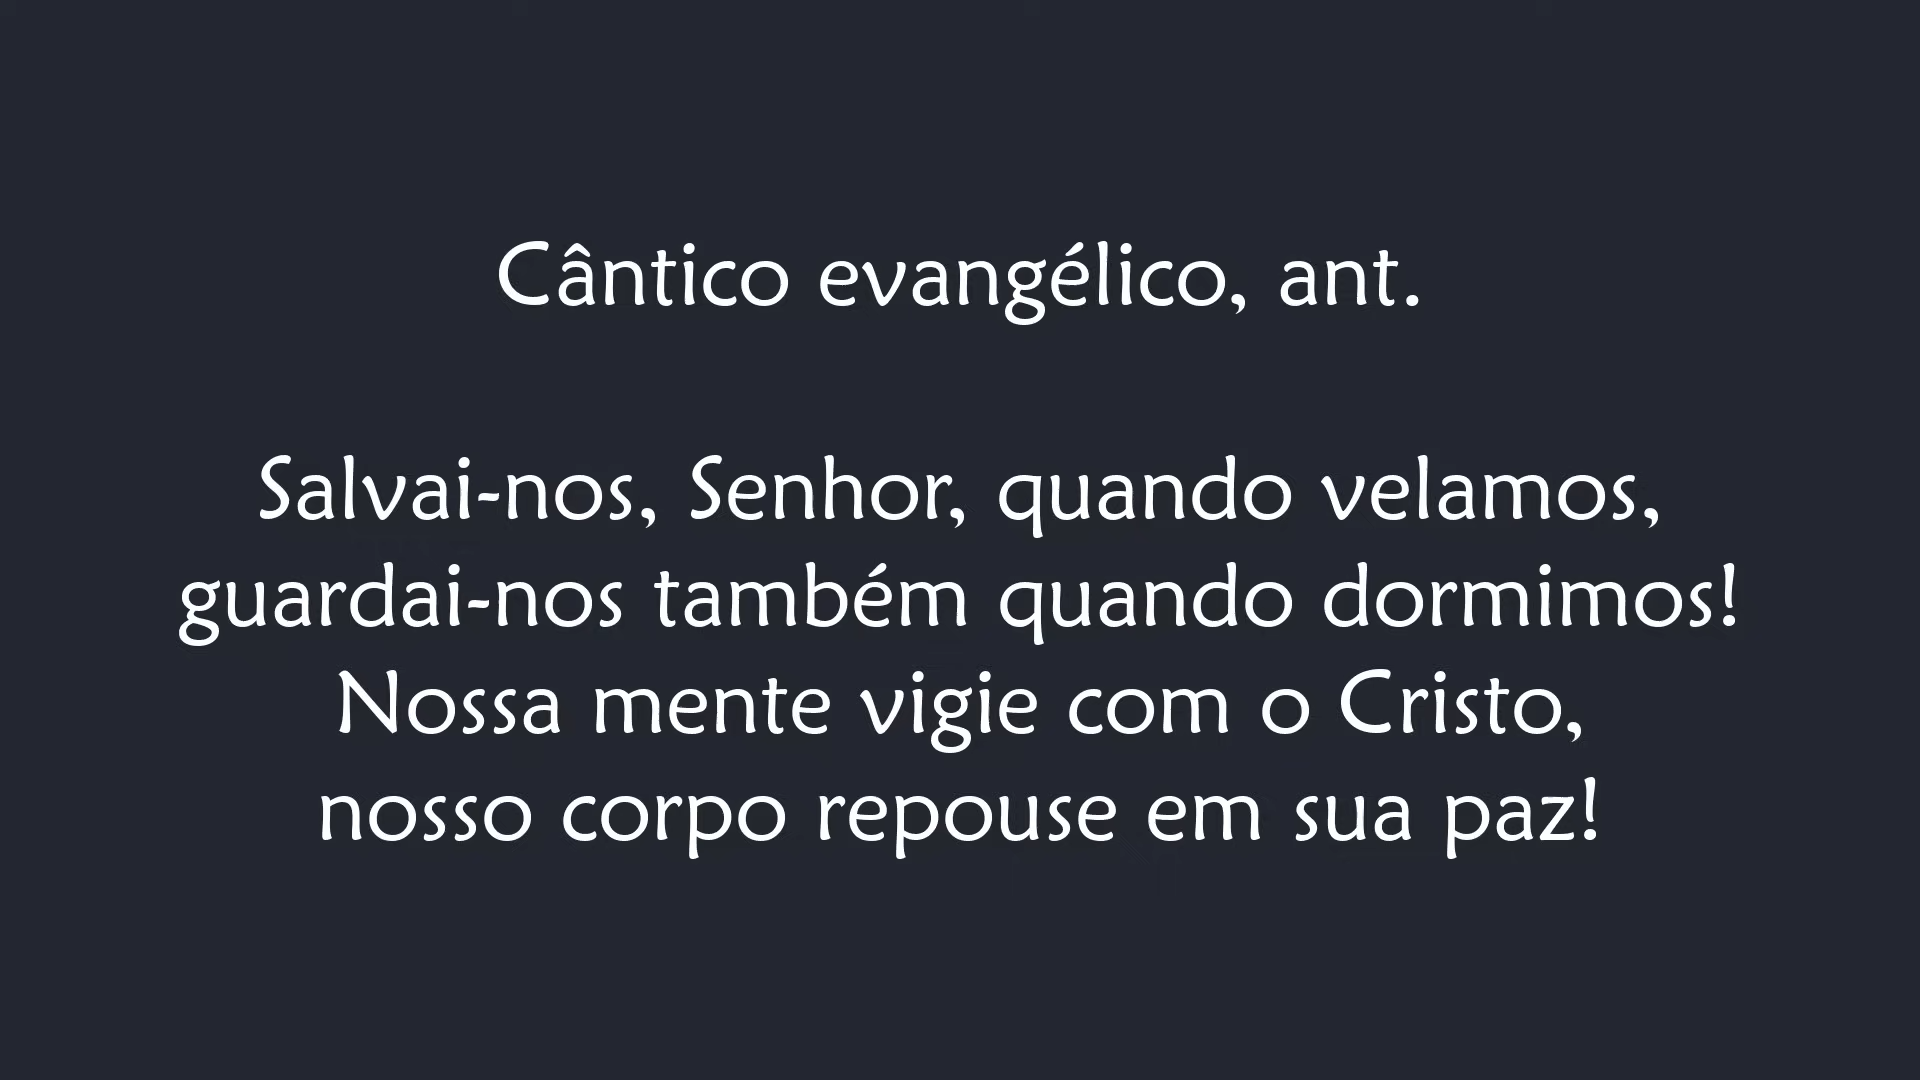 Cântico evangélico, ant.
Salvai-nos, Senhor, quando velamos,
guardai-nos também quando dormimos!
Nossa mente vigie com o Cristo,
nosso corpo repouse em sua paz!